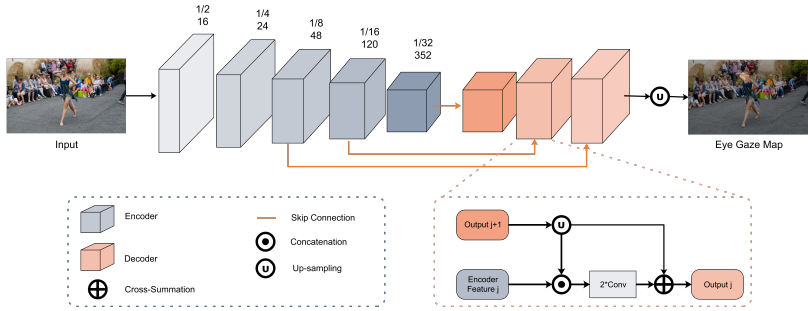 1/2
16
1/4
24
1/8
48
1/16
120
1/32
352
Input
U
Eye Gaze Map
Encoder
Decoder
Cross-Summation
Skip Connection
Concatenation
U
Up-sampling
Output j+1
U
Encoder
Feature j
2*Conv
Output j